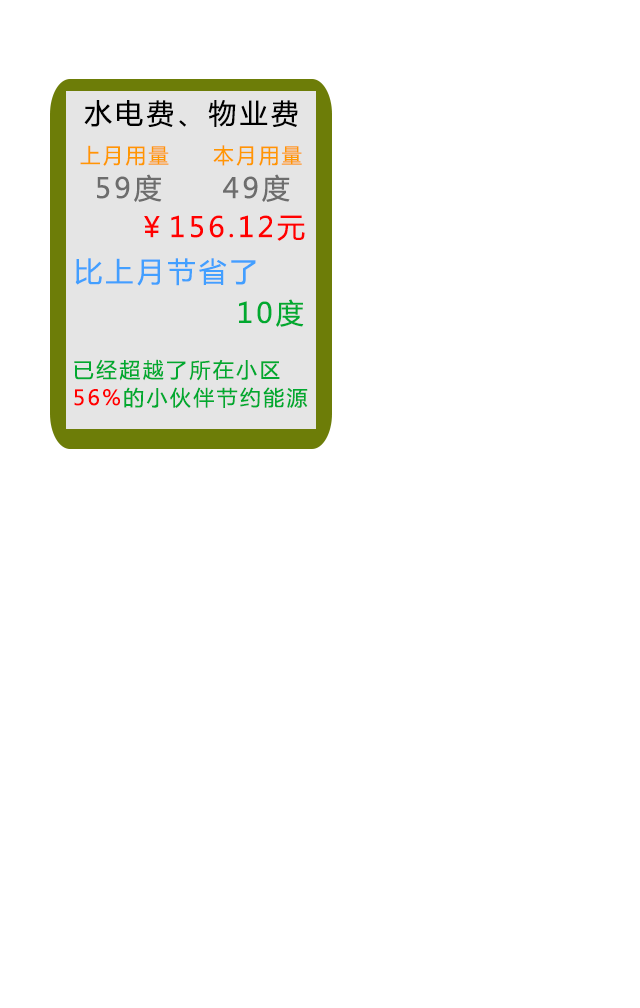 水电费、物业费
上月用量 本月用量
59度 49度
¥156.12元
比上月节省了
10度
已经超越了所在小区
56%的小伙伴节约能源